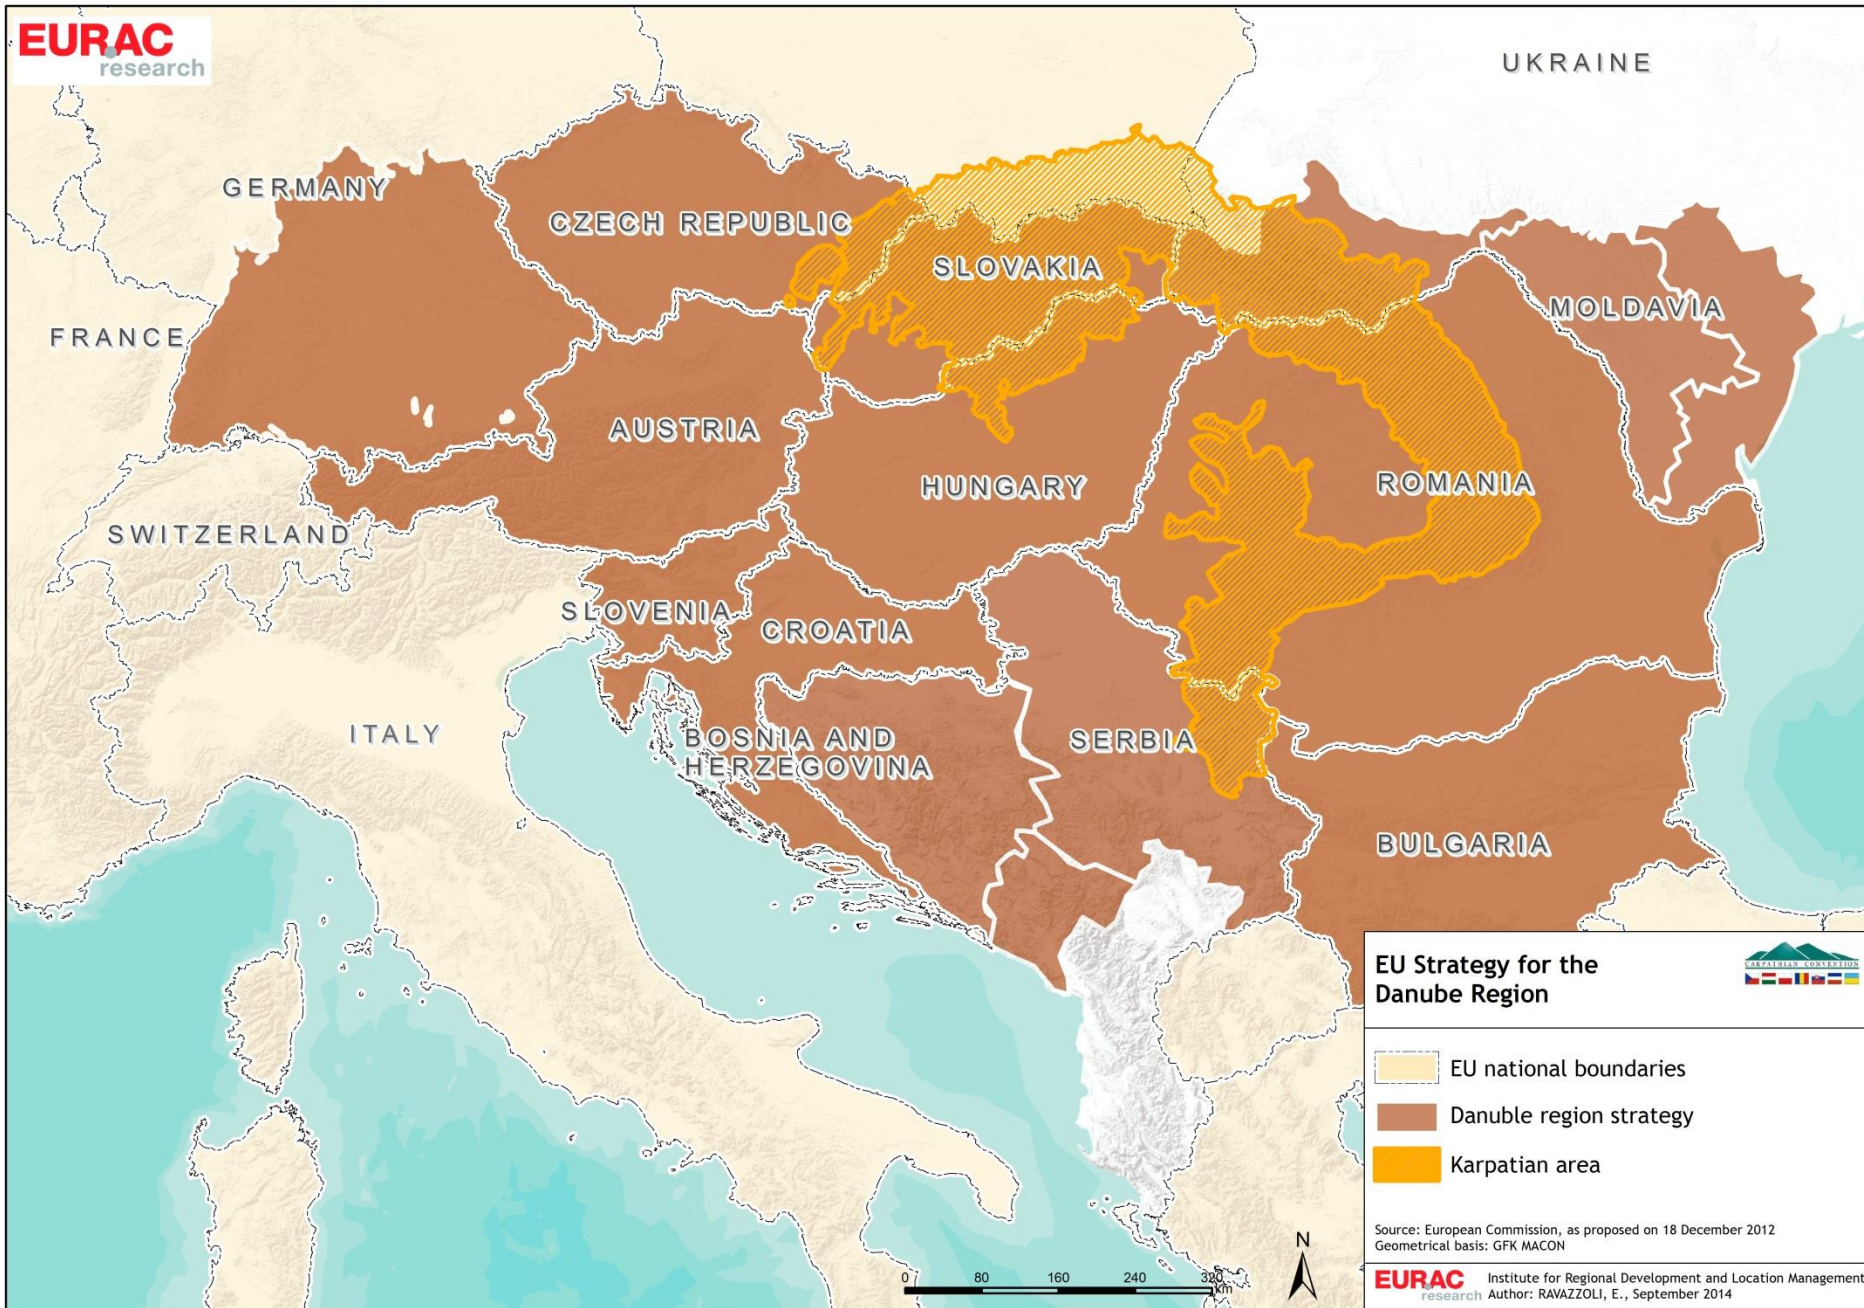 EURAC
research
UKRAINE
GERMANY
CZECH REPUBLIC
SLOVAKIA
MOLDAVIA
FRANCE
AUSTRIA
HUNGARY
ROMANIA
SWITZERLAND
SLOVENIA
CROATIA
ITALY
BOSNIA AND
HERZEGOVINA
SERBIA
BULGARIA
EU Strategy for the
Danube Region
CARPATHIAN CONVENTION
EU national boundaries
Danuble region strategy
Karpatian area
Source: European Commission, as proposed on 18 December 2012
Geometrical basis: GFK MACON
N
0 80 160 240 320
km
EURAC
research
Institute for Regional Development and Location Management
Author: RAVAZZOLI, E., September 2014